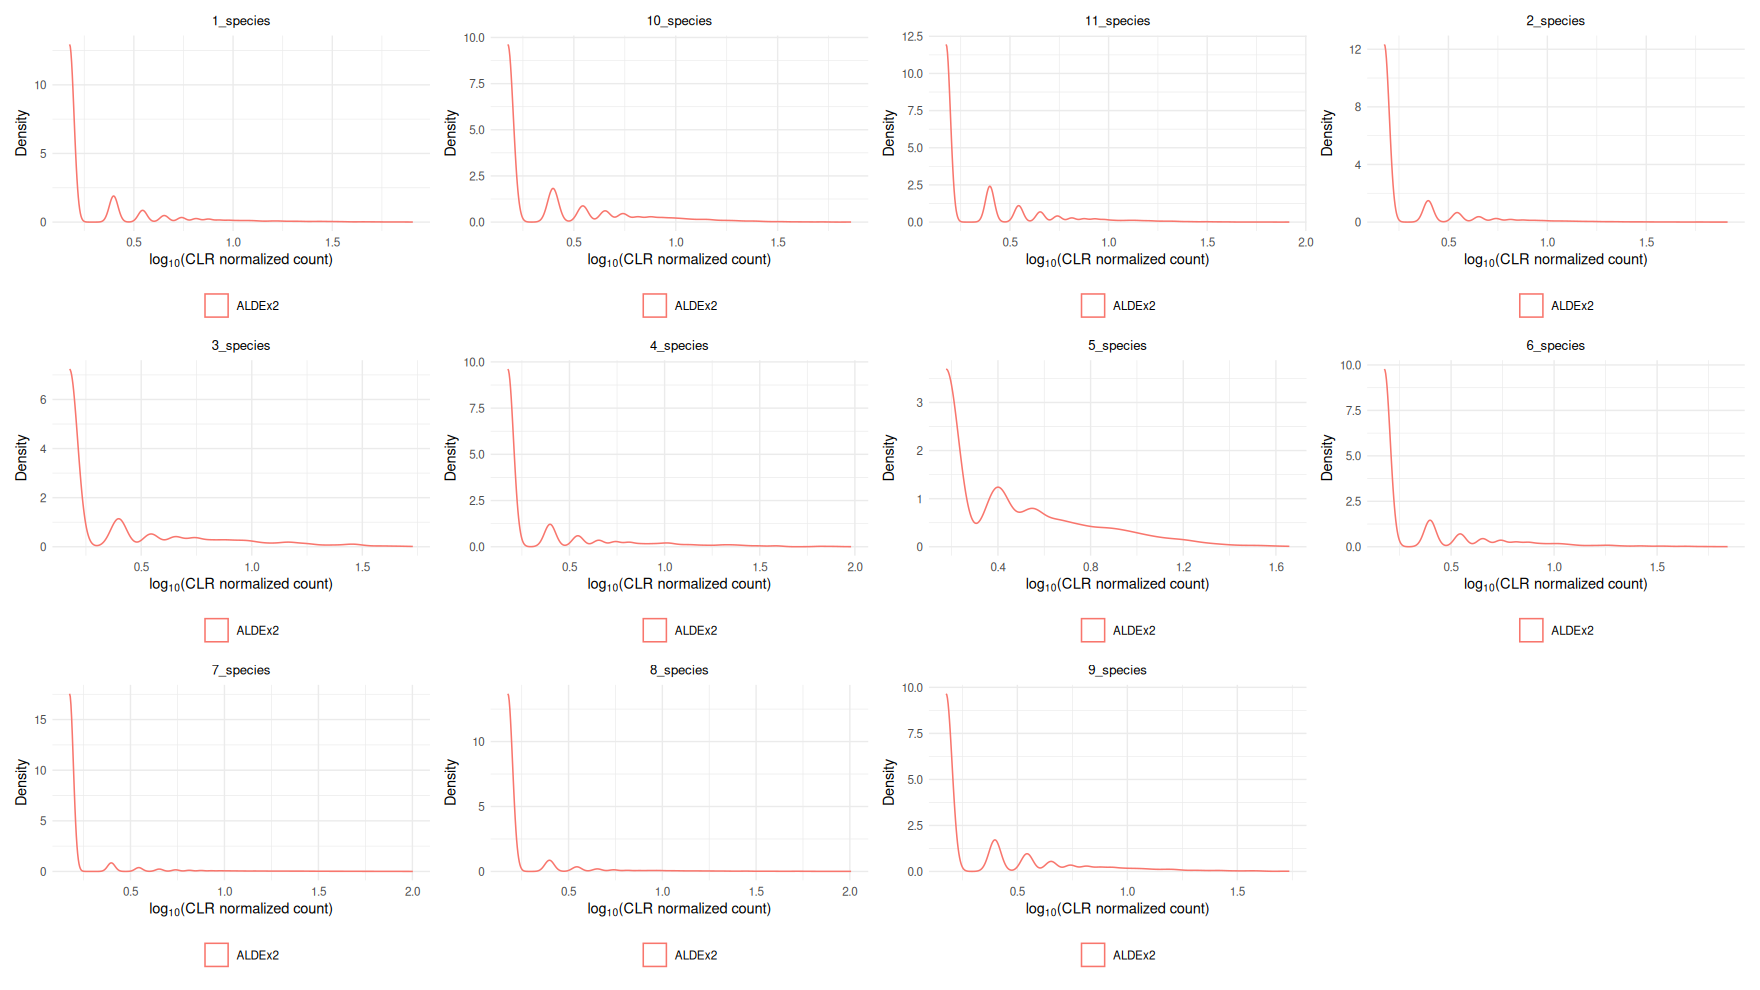 1_species
10_species
11_species
2_species
Density
10
5
0
0.5 1.0 1.5
log10(CLR normalized count)
ALDEx2
Density
10.0
7.5
5.0
2.5
0.0
0.5 1.0 1.5
log10(CLR normalized count)
ALDEx2
Density
12.5
10.0
7.5
5.0
2.5
0.0
0.5 1.0 1.5 2.0
log10(CLR normalized count)
ALDEx2
Density
12
8
4
0
0.5 1.0 1.5
log10(CLR normalized count)
ALDEx2
3_species
4_species
5_species
6_species
Density
6
4
2
0
0.5 1.0 1.5
log10(CLR normalized count)
ALDEx2
Density
10.0
7.5
5.0
2.5
0.0
0.5 1.0 1.5 2.0
log10(CLR normalized count)
ALDEx2
Density
3
2
1
0
0.4 0.8 1.2 1.6
log10(CLR normalized count)
ALDEx2
Density
10.0
7.5
5.0
2.5
0.0
0.5 1.0 1.5
log10(CLR normalized count)
ALDEx2
7_species
8_species
9_species
Density
15
10
5
0
0.5 1.0 1.5 2.0
log10(CLR normalized count)
ALDEx2
Density
10
5
0
0.5 1.0 1.5 2.0
log10(CLR normalized count)
ALDEx2
Density
10.0
7.5
5.0
2.5
0.0
0.5 1.0 1.5
log10(CLR normalized count)
ALDEx2